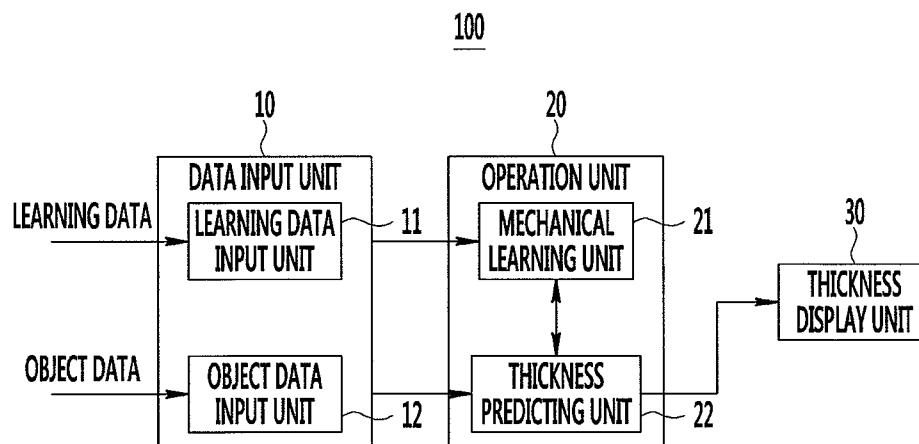 100
10
20
DATA INPUT UNIT
OPERATION UNIT
LEARNING DATA
LEARNING DATA
INPUT UNIT
11
MECHANICAL
LEARNING UNIT
21
30
THICKNESS
DISPLAY UNIT
OBJECT DATA
OBJECT DATA
INPUT UNIT
12
THICKNESS
PREDICTING UNIT
22